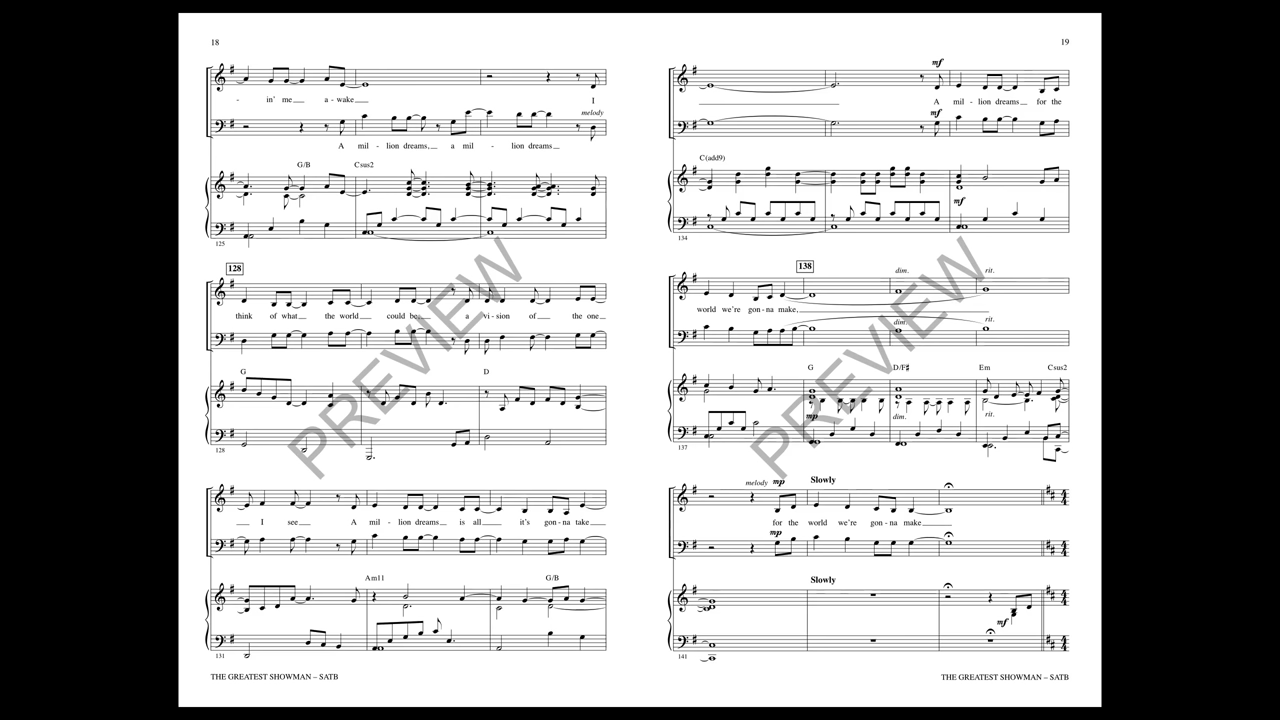 18
- in' me a - wake I
melody
A mil - lion dreams, a mil - lion dreams
G/B Csus2
125
128
think of what the world could be a vi - sion of the one
G D
128
I see A mil - lion dreams is all it's gon - na take
Am11 G/B
131
THE GREATEST SHOWMAN – SATB
19
mf
A mil - lion dreams for the
mf
C(add9)
mf
134
138
dim. rit.
world we're gon - na make,
dim. rit.
G D/F♯ Em Csus2
mp dim. rit.
137
melody mp Slowly
for the world we're gon - na make
mp
Slowly
mf
141
THE GREATEST SHOWMAN – SATB
PREVIEW
PREVIEW